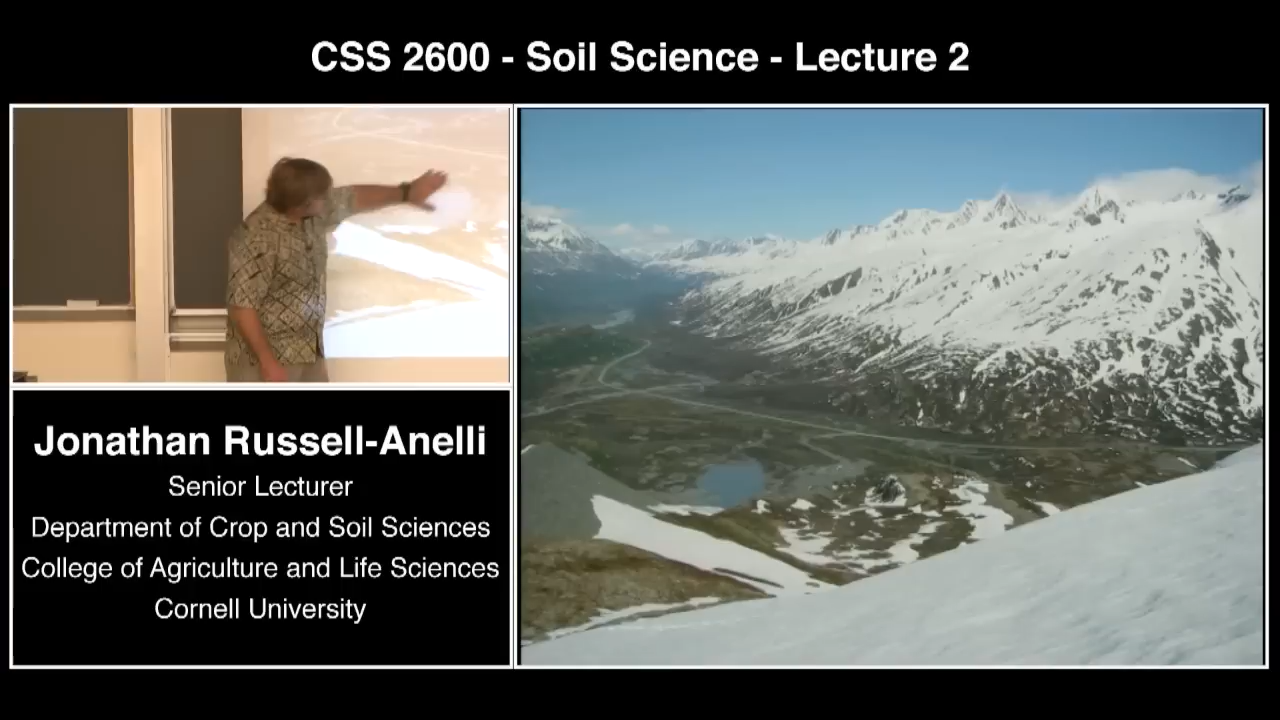 CSS 2600 - Soil Science - Lecture 2
Jonathan Russell-Anelli
Senior Lecturer
Department of Crop and Soil Sciences
College of Agriculture and Life Sciences
Cornell University